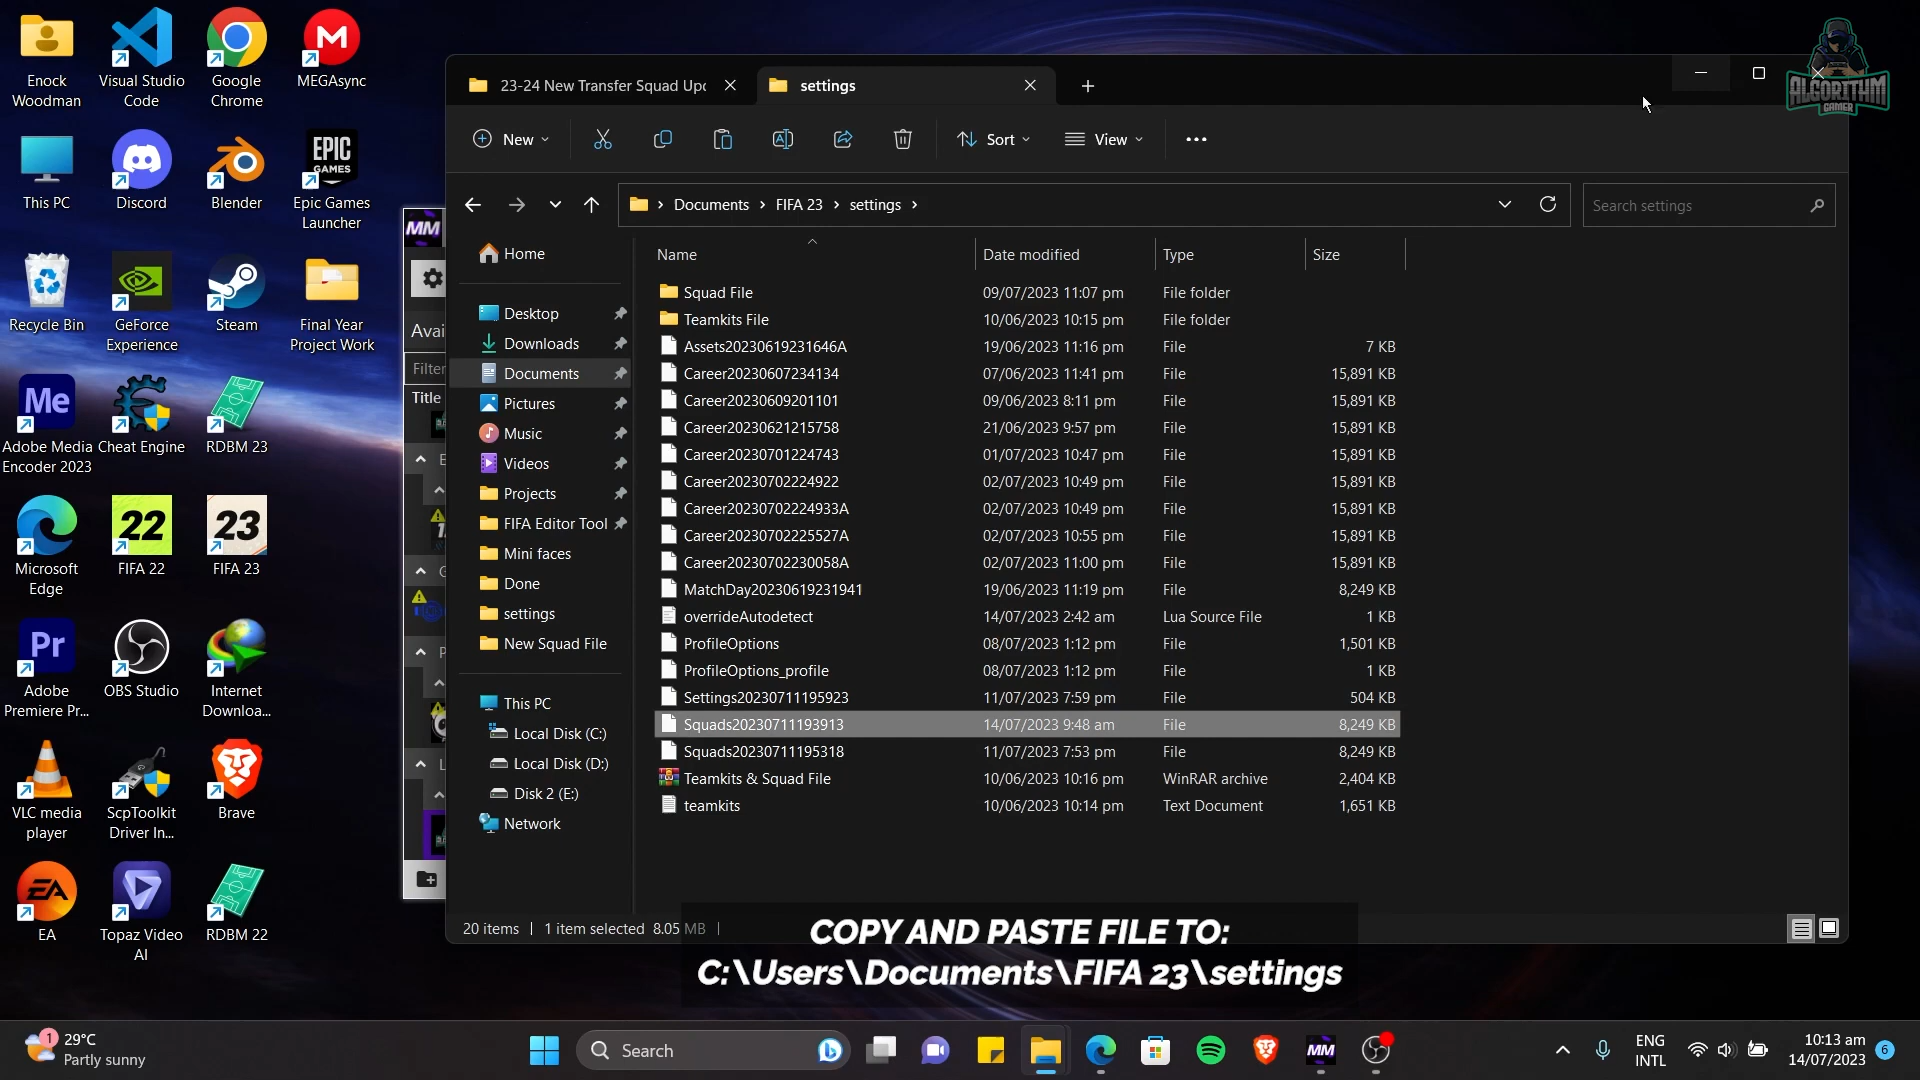 Enock
Woodman
Visual Studio
Code
Google
Chrome
MEGAsync
This PC
Discord
Blender
EPIC
GAMES
Epic Games
Launcher
Recycle Bin
GeForce
Experience
Steam
Final Year
Project Work
Me
Adobe Media
Encoder 2023
Cheat Engine
RDBM 23
Microsoft
Edge
22
FIFA 22
23
FIFA 23
Pr
Adobe
Premiere Pr...
OBS Studio
Internet
Downloa...
VLC media
player
ScpToolkit
Driver In...
Brave
EA
EA
Topaz Video
AI
RDBM 22
MM
Avai
Filter
Title
23-24 New Transfer Squad Upd
settings
ALGORITHM
GAMER
New
Sort
View
Documents
FIFA 23
settings
Search settings
Home
Desktop
Downloads
Documents
Pictures
Music
Videos
Projects
FIFA Editor Tool
Mini faces
Done
settings
New Squad File
This PC
Local Disk (C:)
Local Disk (D:)
Disk 2 (E:)
Network
Name Date modified Type Size
Squad File 09/07/2023 11:07 pm File folder
Teamkits File 10/06/2023 10:15 pm File folder
Assets20230619231646A 19/06/2023 11:16 pm File 7 KB
Career20230607234134 07/06/2023 11:41 pm File 15,891 KB
Career20230609201101 09/06/2023 8:11 pm File 15,891 KB
Career20230621215758 21/06/2023 9:57 pm File 15,891 KB
Career20230701224743 01/07/2023 10:47 pm File 15,891 KB
Career20230702224922 02/07/2023 10:49 pm File 15,891 KB
Career20230702224933A 02/07/2023 10:49 pm File 15,891 KB
Career20230702225527A 02/07/2023 10:55 pm File 15,891 KB
Career20230702230058A 02/07/2023 11:00 pm File 15,891 KB
MatchDay20230619231941 19/06/2023 11:19 pm File 8,249 KB
overrideAutodetect 14/07/2023 2:42 am Lua Source File 1 KB
ProfileOptions 08/07/2023 1:12 pm File 1,501 KB
ProfileOptions_profile 08/07/2023 1:12 pm File 1 KB
Settings20230711195923 11/07/2023 7:59 pm File 504 KB
Squads20230711193913 14/07/2023 9:48 am File 8,249 KB
Squads20230711195318 11/07/2023 7:53 pm File 8,249 KB
Teamkits & Squad File 10/06/2023 10:16 pm WinRAR archive 2,404 KB
teamkits 10/06/2023 10:14 pm Text Document 1,651 KB
20 items 1 item selected 8.05 MB
COPY AND PASTE FILE TO:
C:\Users\Documents\FIFA 23\settings
1
29°C
Partly sunny
Search
MM
ENG
INTL
10:13 am
14/07/2023
6